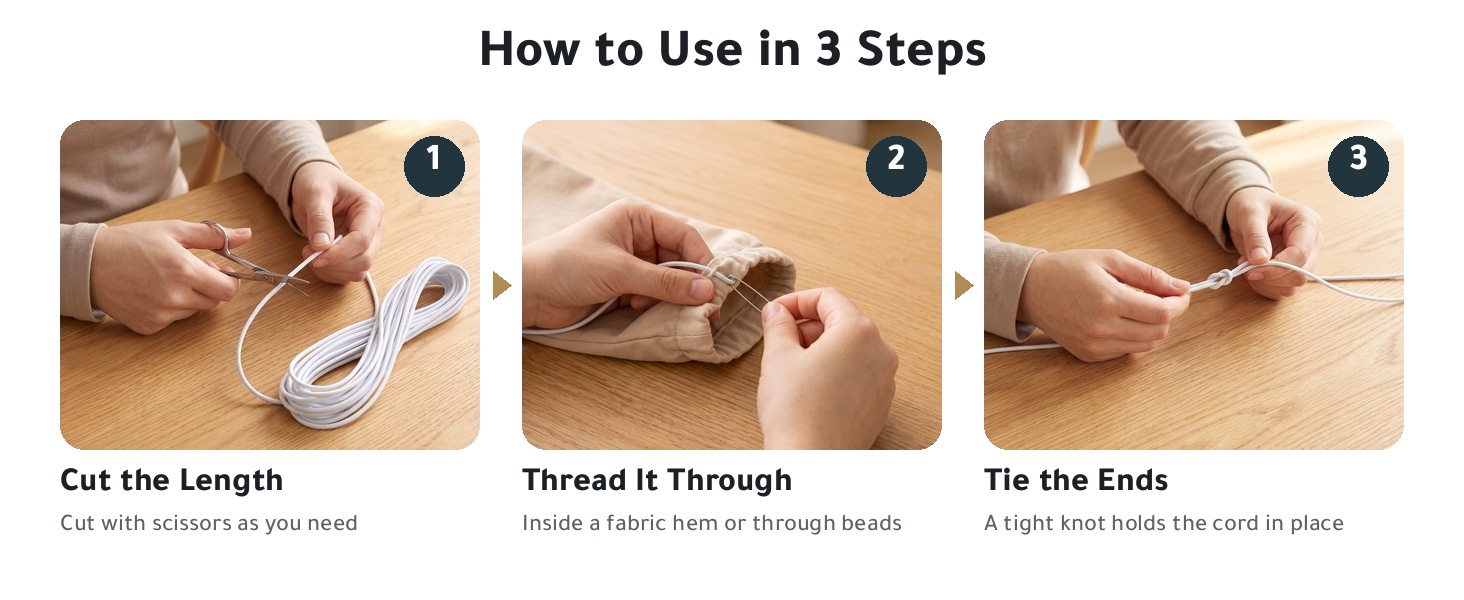 How to Use in 3 Steps
1
2
3
Cut the Length
Thread It Through
Tie the Ends
Cut with scissors as you need
Inside a fabric hem or through beads
A tight knot holds the cord in place